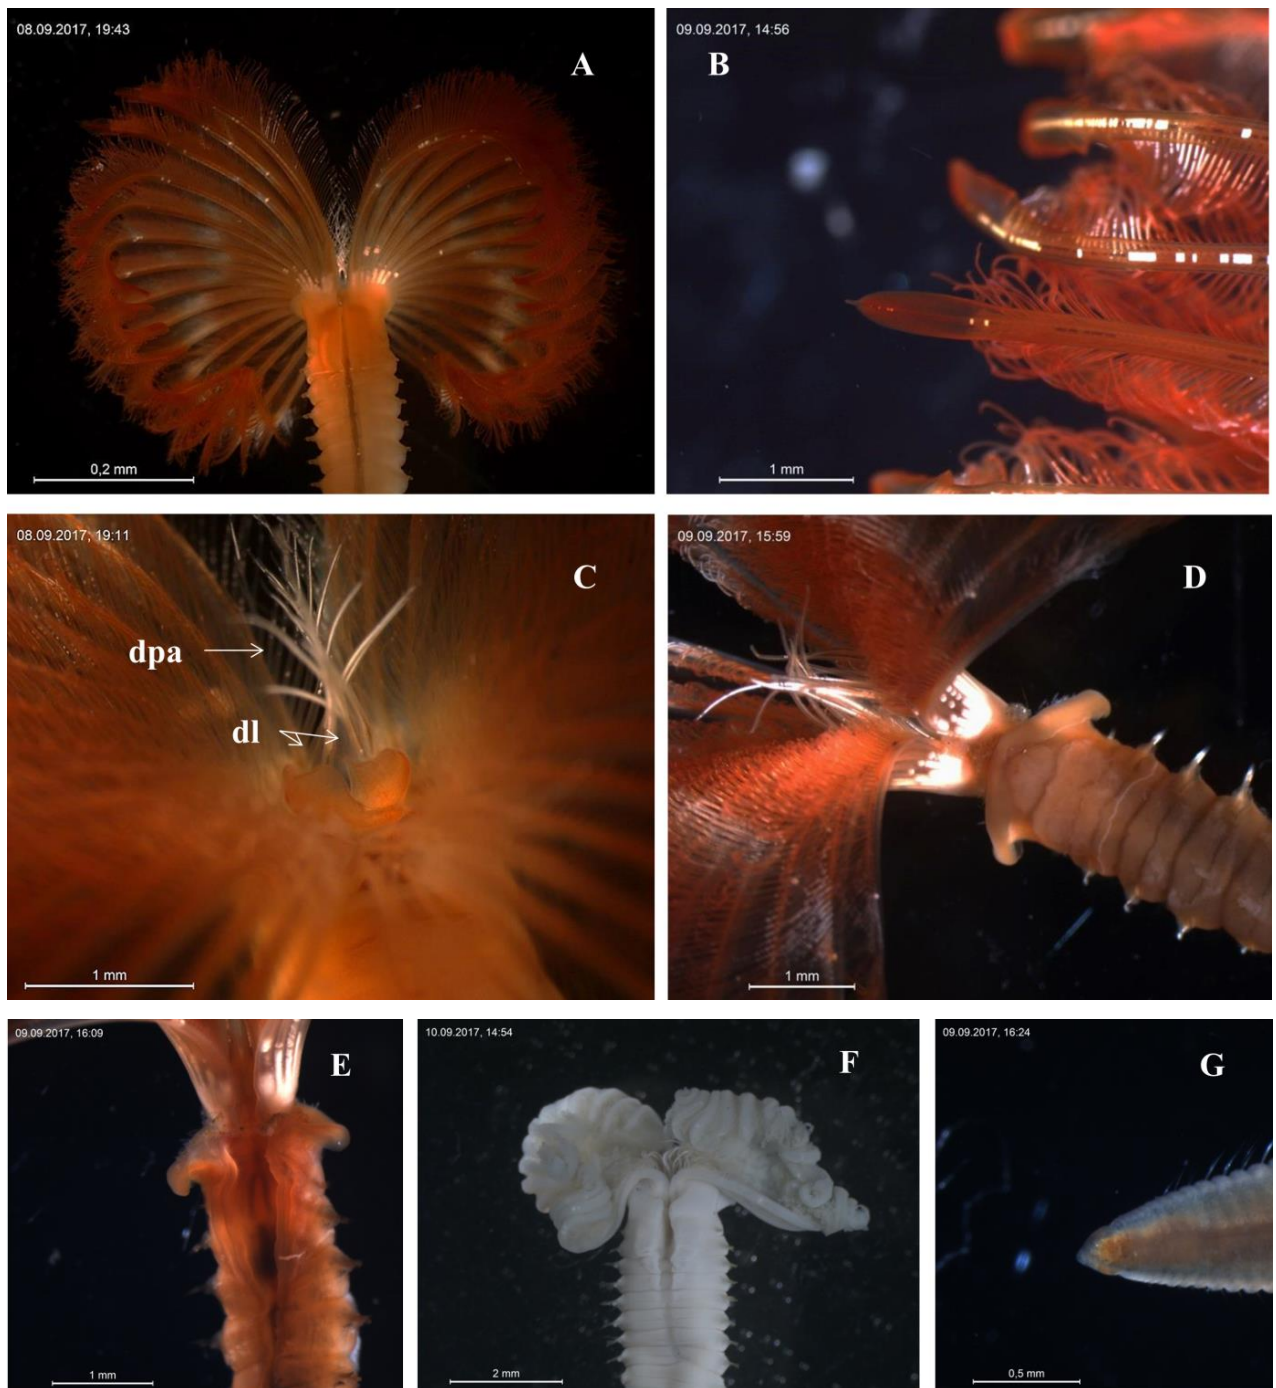 08.09.2017, 19:43
A
0,2 mm
09.09.2017, 14:56
B
1 mm
08.09.2017, 19:11
C
dpa
dl
1 mm
09.09.2017, 15:59
D
1 mm
09.09.2017, 16:09
E
1 mm
10.09.2017, 14:54
F
2 mm
09.09.2017, 16:24
G
0,5 mm